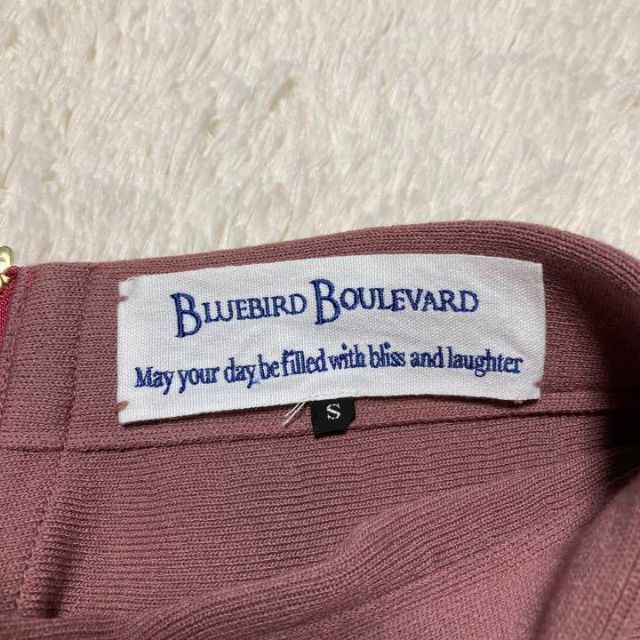 BLUEBIRD BOULEVARD
May your day be filled with bliss and laughter
S